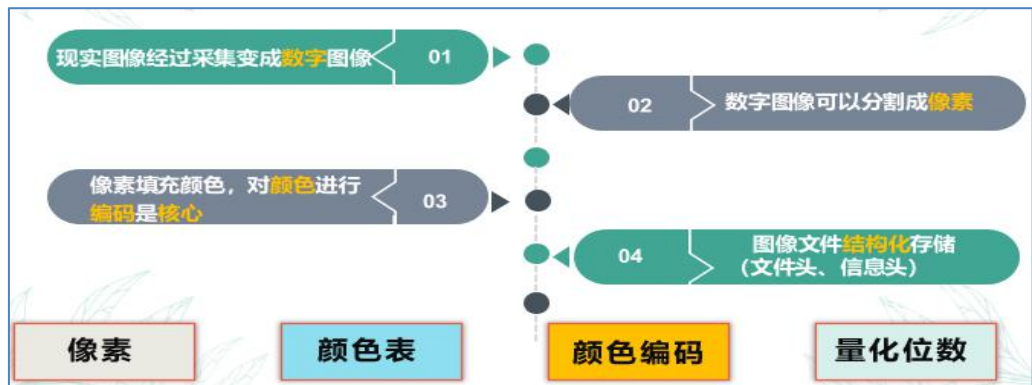 现实图像经过采集变成数字图像
01
02
数字图像可以分割成像素
像素填充颜色，对颜色进行
编码是核心
03
04
图像文件结构化存储
（文件头、信息头）
像素
颜色表
颜色编码
量化位数